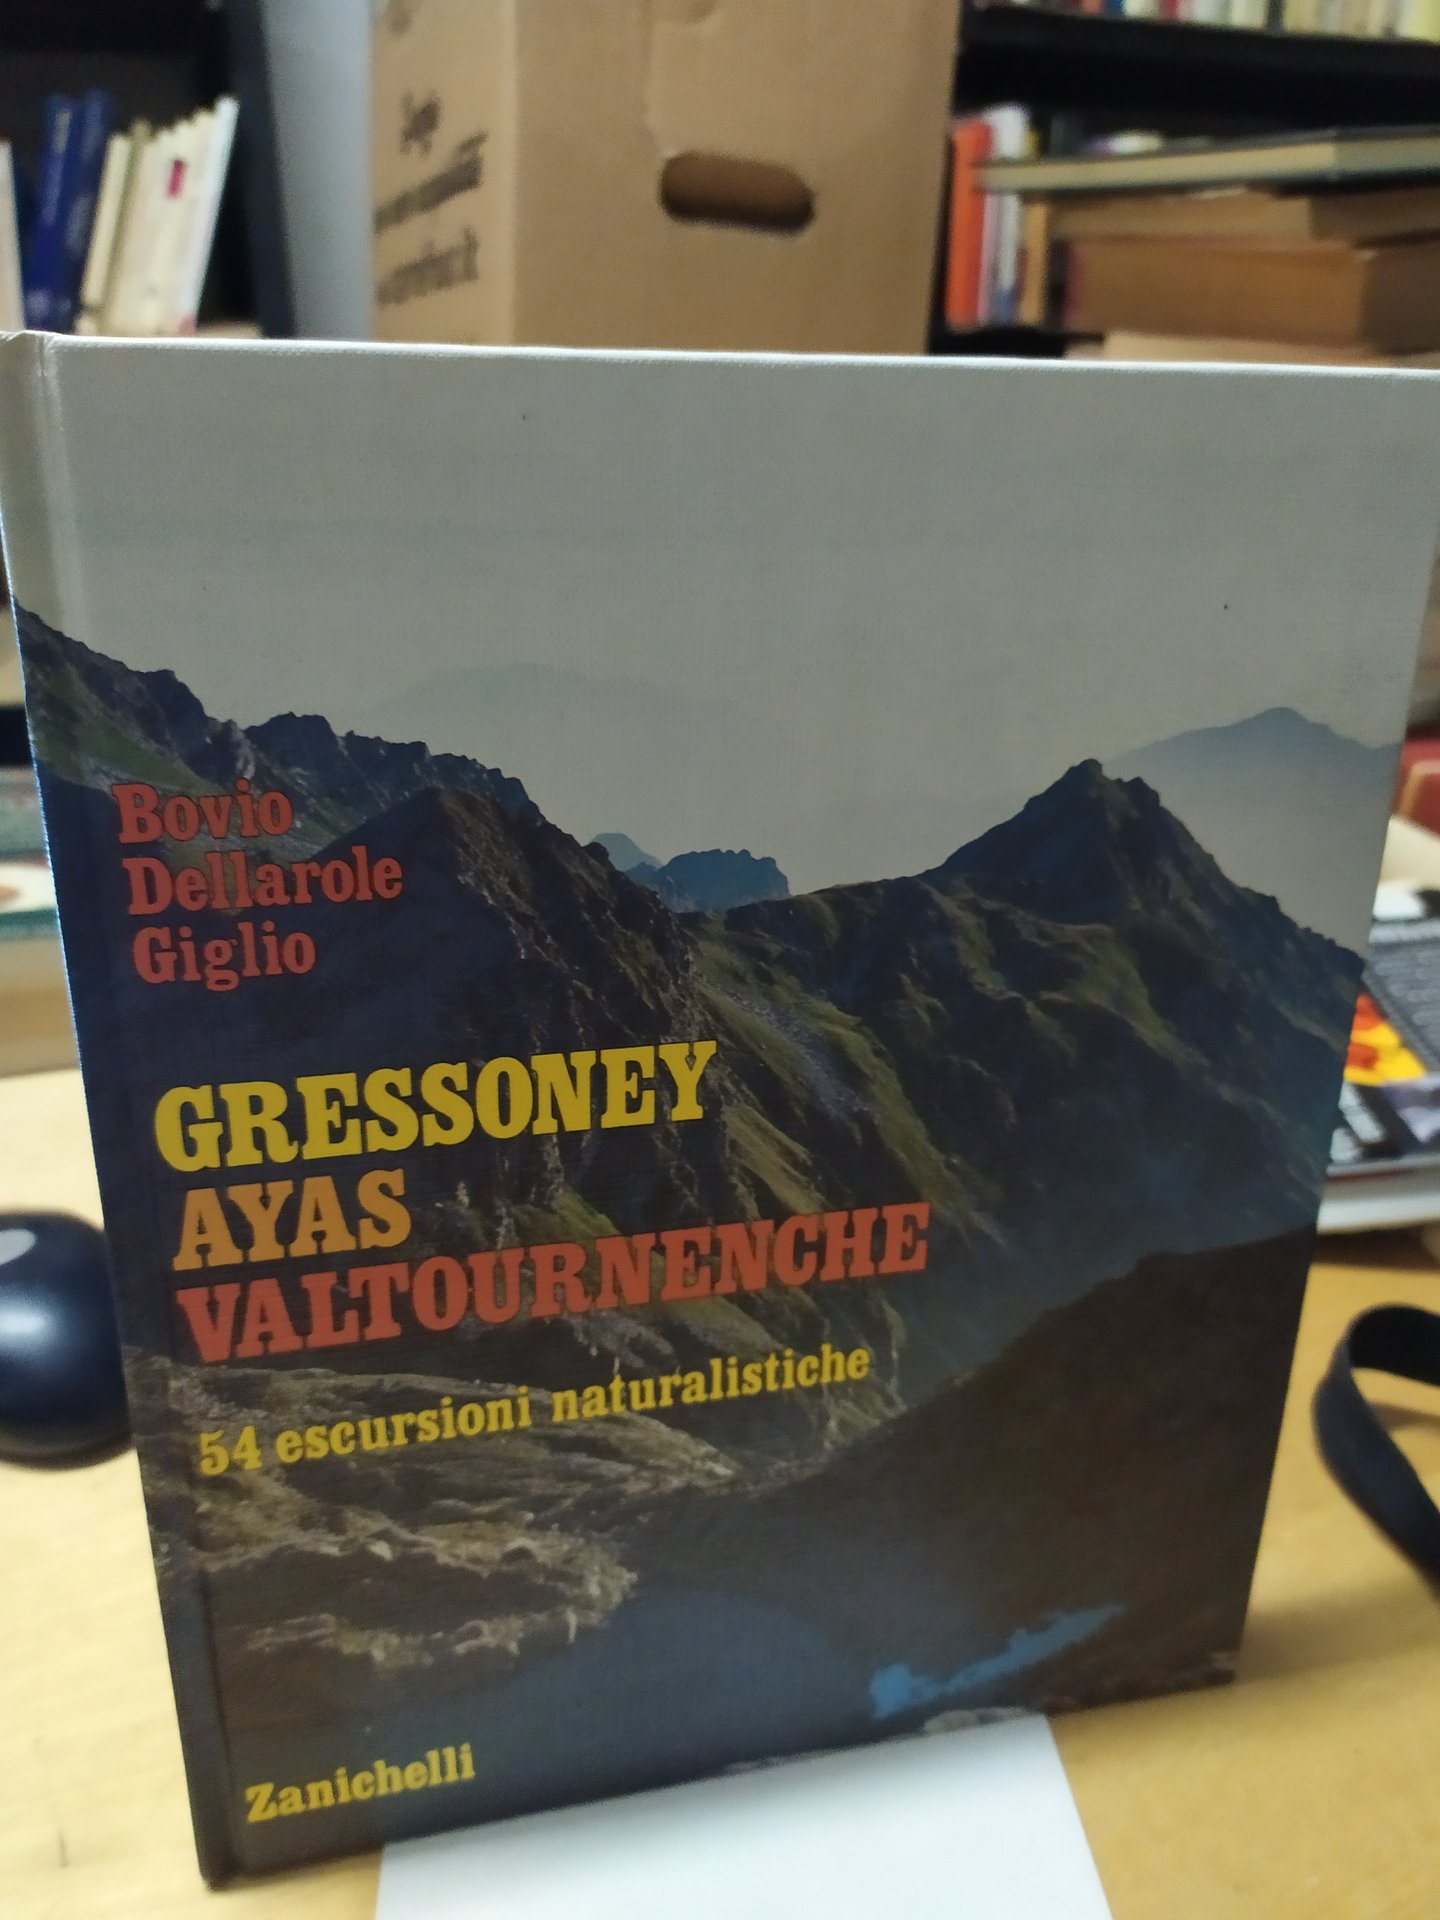 Bovio
Dellarole
Giglio
GRESSONEY
AYAS
VALTOURNENCHE
54 escursioni naturalistiche
Zanichelli